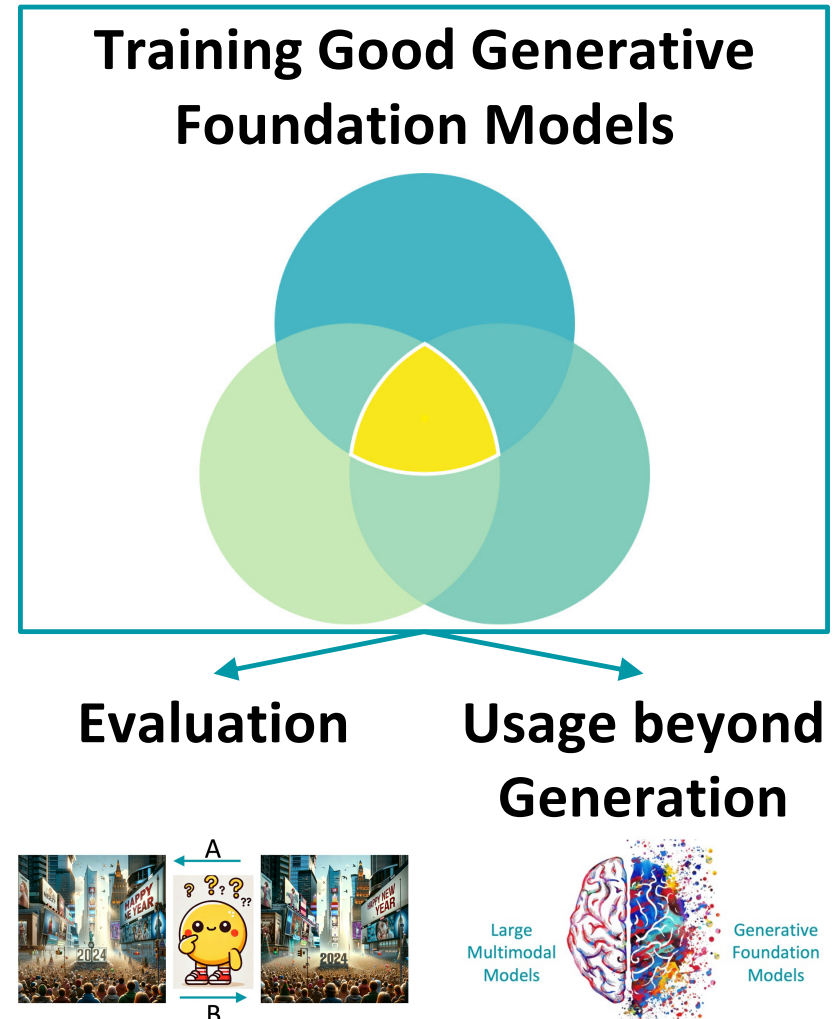 Training Good Generative
Foundation Models
Evaluation
Usage beyond
Generation
A
? ? ? ? ??
HAPPY
NE YEAR
2024
HAPPY NEW
YEAR
2024
B
Large
Multimodal
Models
Generative
Foundation
Models